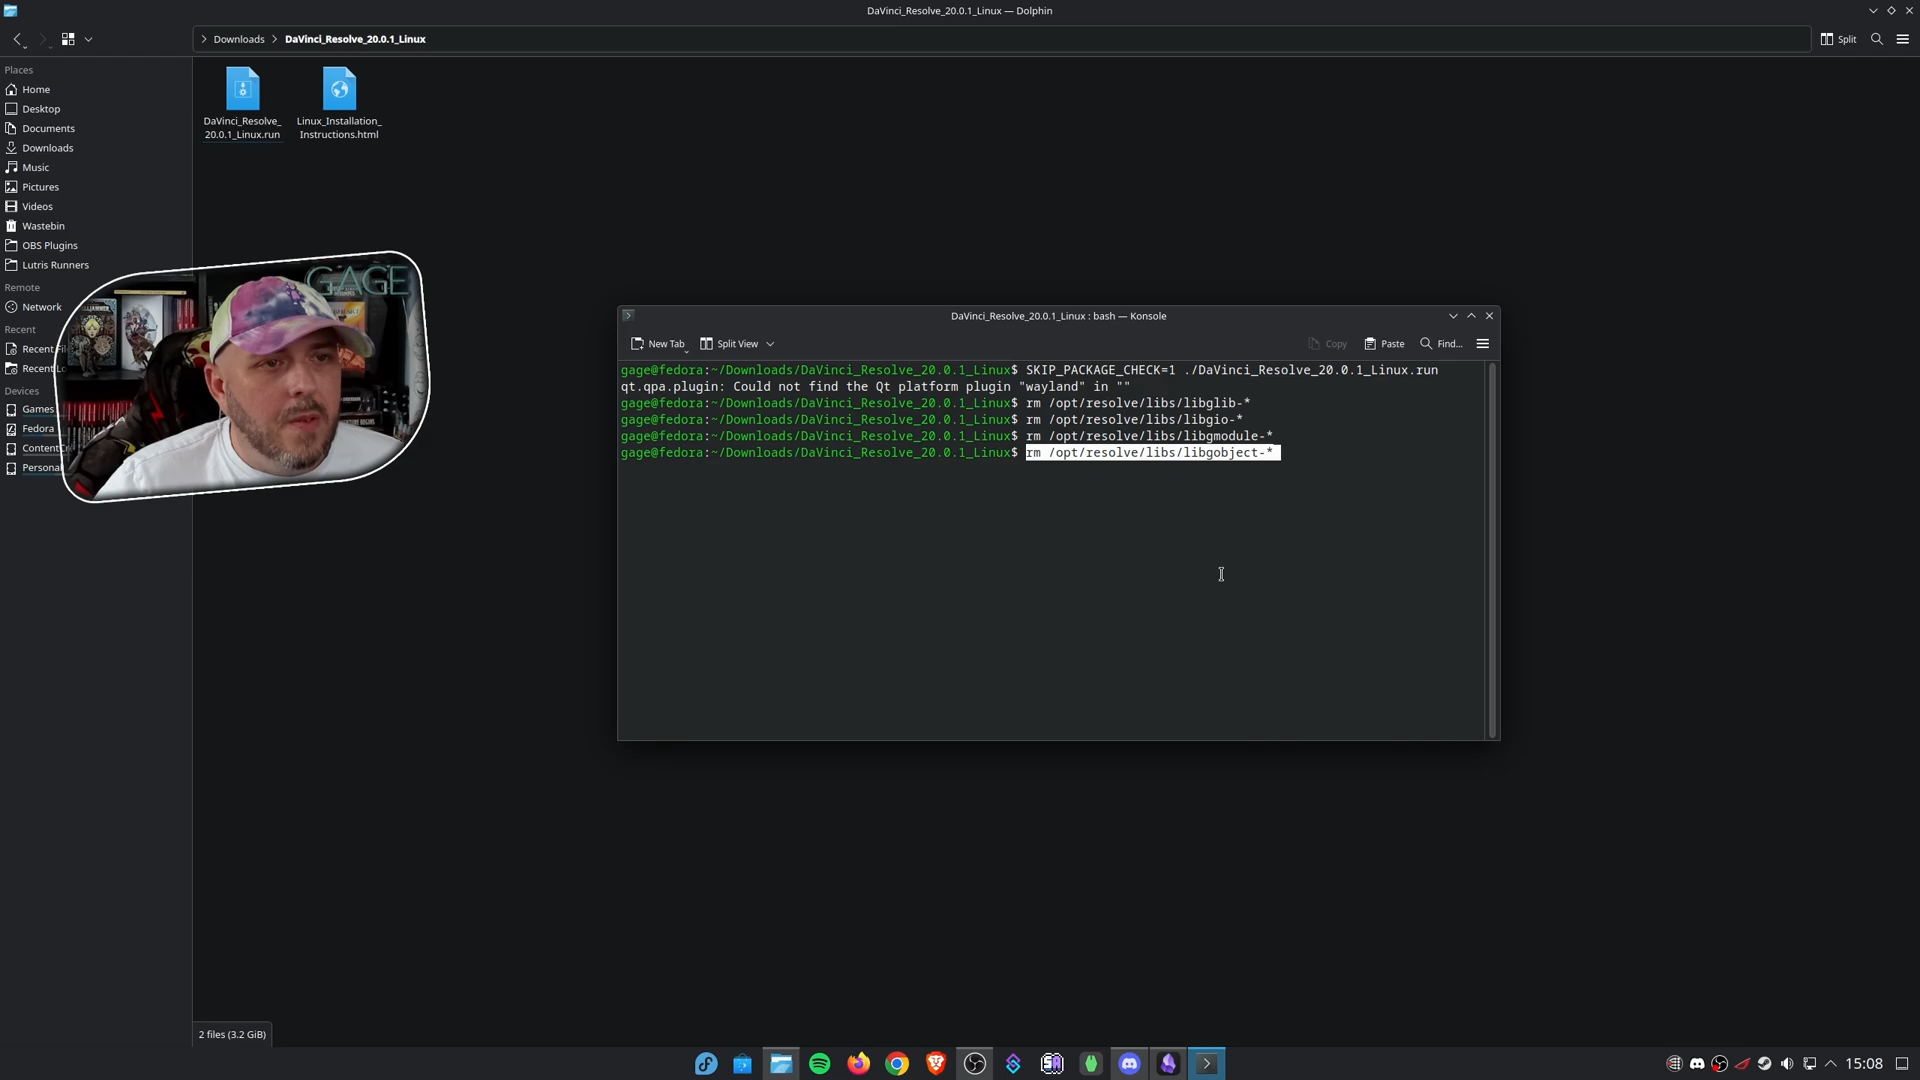 DaVinci_Resolve_20.0.1_Linux — Dolphin
Downloads
DaVinci_Resolve_20.0.1_Linux
Split
Places
Home
Desktop
Documents
Downloads
Music
Pictures
Videos
Wastebin
OBS Plugins
Lutris Runners
Remote
Network
Recent
Recent
Recent
Devices
Games
Fedora
Content
Persona
DaVinci_Resolve_
20.0.1_Linux.run
Linux_Installation_
Instructions.html
GAGE
DaVinci_Resolve_20.0.1_Linux : bash — Konsole
New Tab
Split View
Copy
Paste
Find...
gage@fedora:~/Downloads/DaVinci_Resolve_20.0.1_Linux$ SKIP_PACKAGE_CHECK=1 ./DaVinci_Resolve_20.0.1_Linux.run
qt.qpa.plugin: Could not find the Qt platform plugin "wayland" in ""
gage@fedora:~/Downloads/DaVinci_Resolve_20.0.1_Linux$ rm /opt/resolve/libs/libglib-*
gage@fedora:~/Downloads/DaVinci_Resolve_20.0.1_Linux$ rm /opt/resolve/libs/libgio-*
gage@fedora:~/Downloads/DaVinci_Resolve_20.0.1_Linux$ rm /opt/resolve/libs/libgmodule-*
gage@fedora:~/Downloads/DaVinci_Resolve_20.0.1_Linux$ rm /opt/resolve/libs/libgobject-*
2 files (3.2 GiB)
15:08